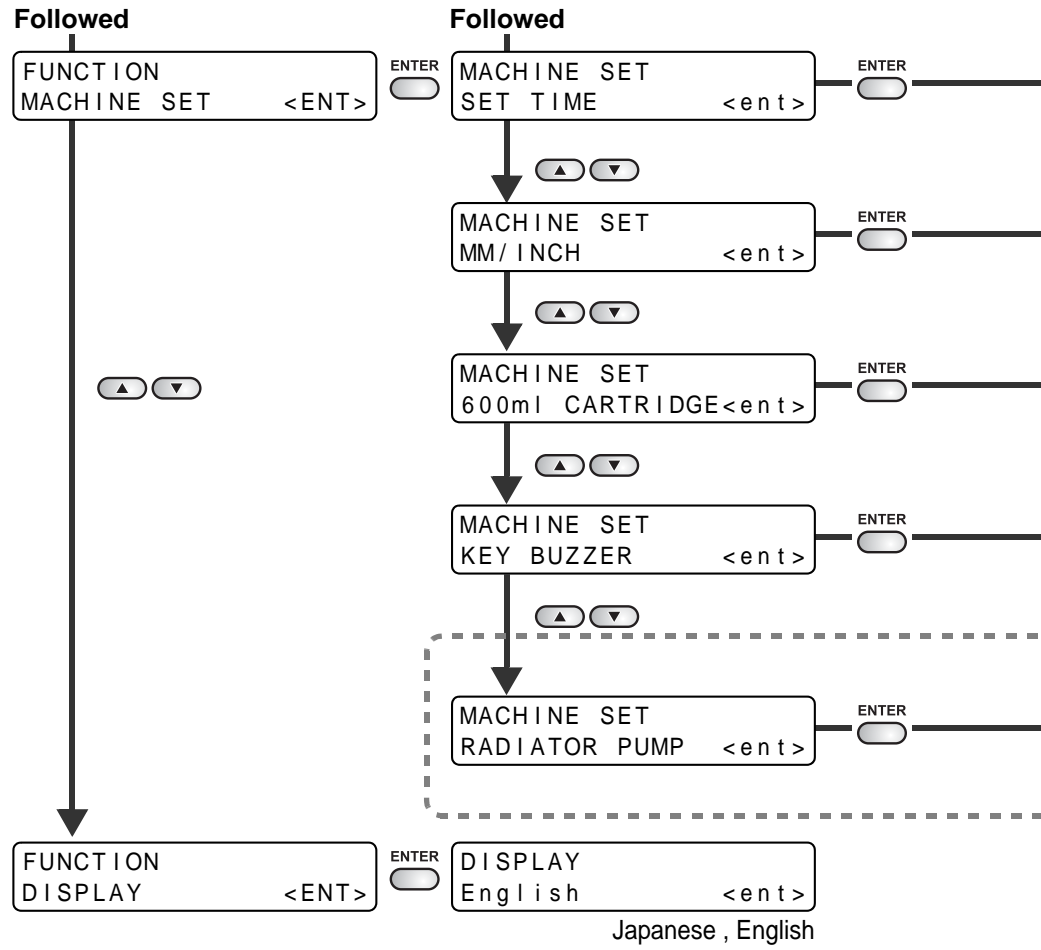 Followed
Followed
FUNCTION
MACHINE SET <ENT>
ENTER
MACHINE SET
SET TIME <ent>
ENTER
MACHINE SET
MM/INCH <ent>
ENTER
MACHINE SET
600ml CARTRIDGE<ent>
ENTER
MACHINE SET
KEY BUZZER <ent>
ENTER
MACHINE SET
RADIATOR PUMP <ent>
ENTER
FUNCTION
DISPLAY <ENT>
ENTER
DISPLAY
English <ent>
Japanese , English